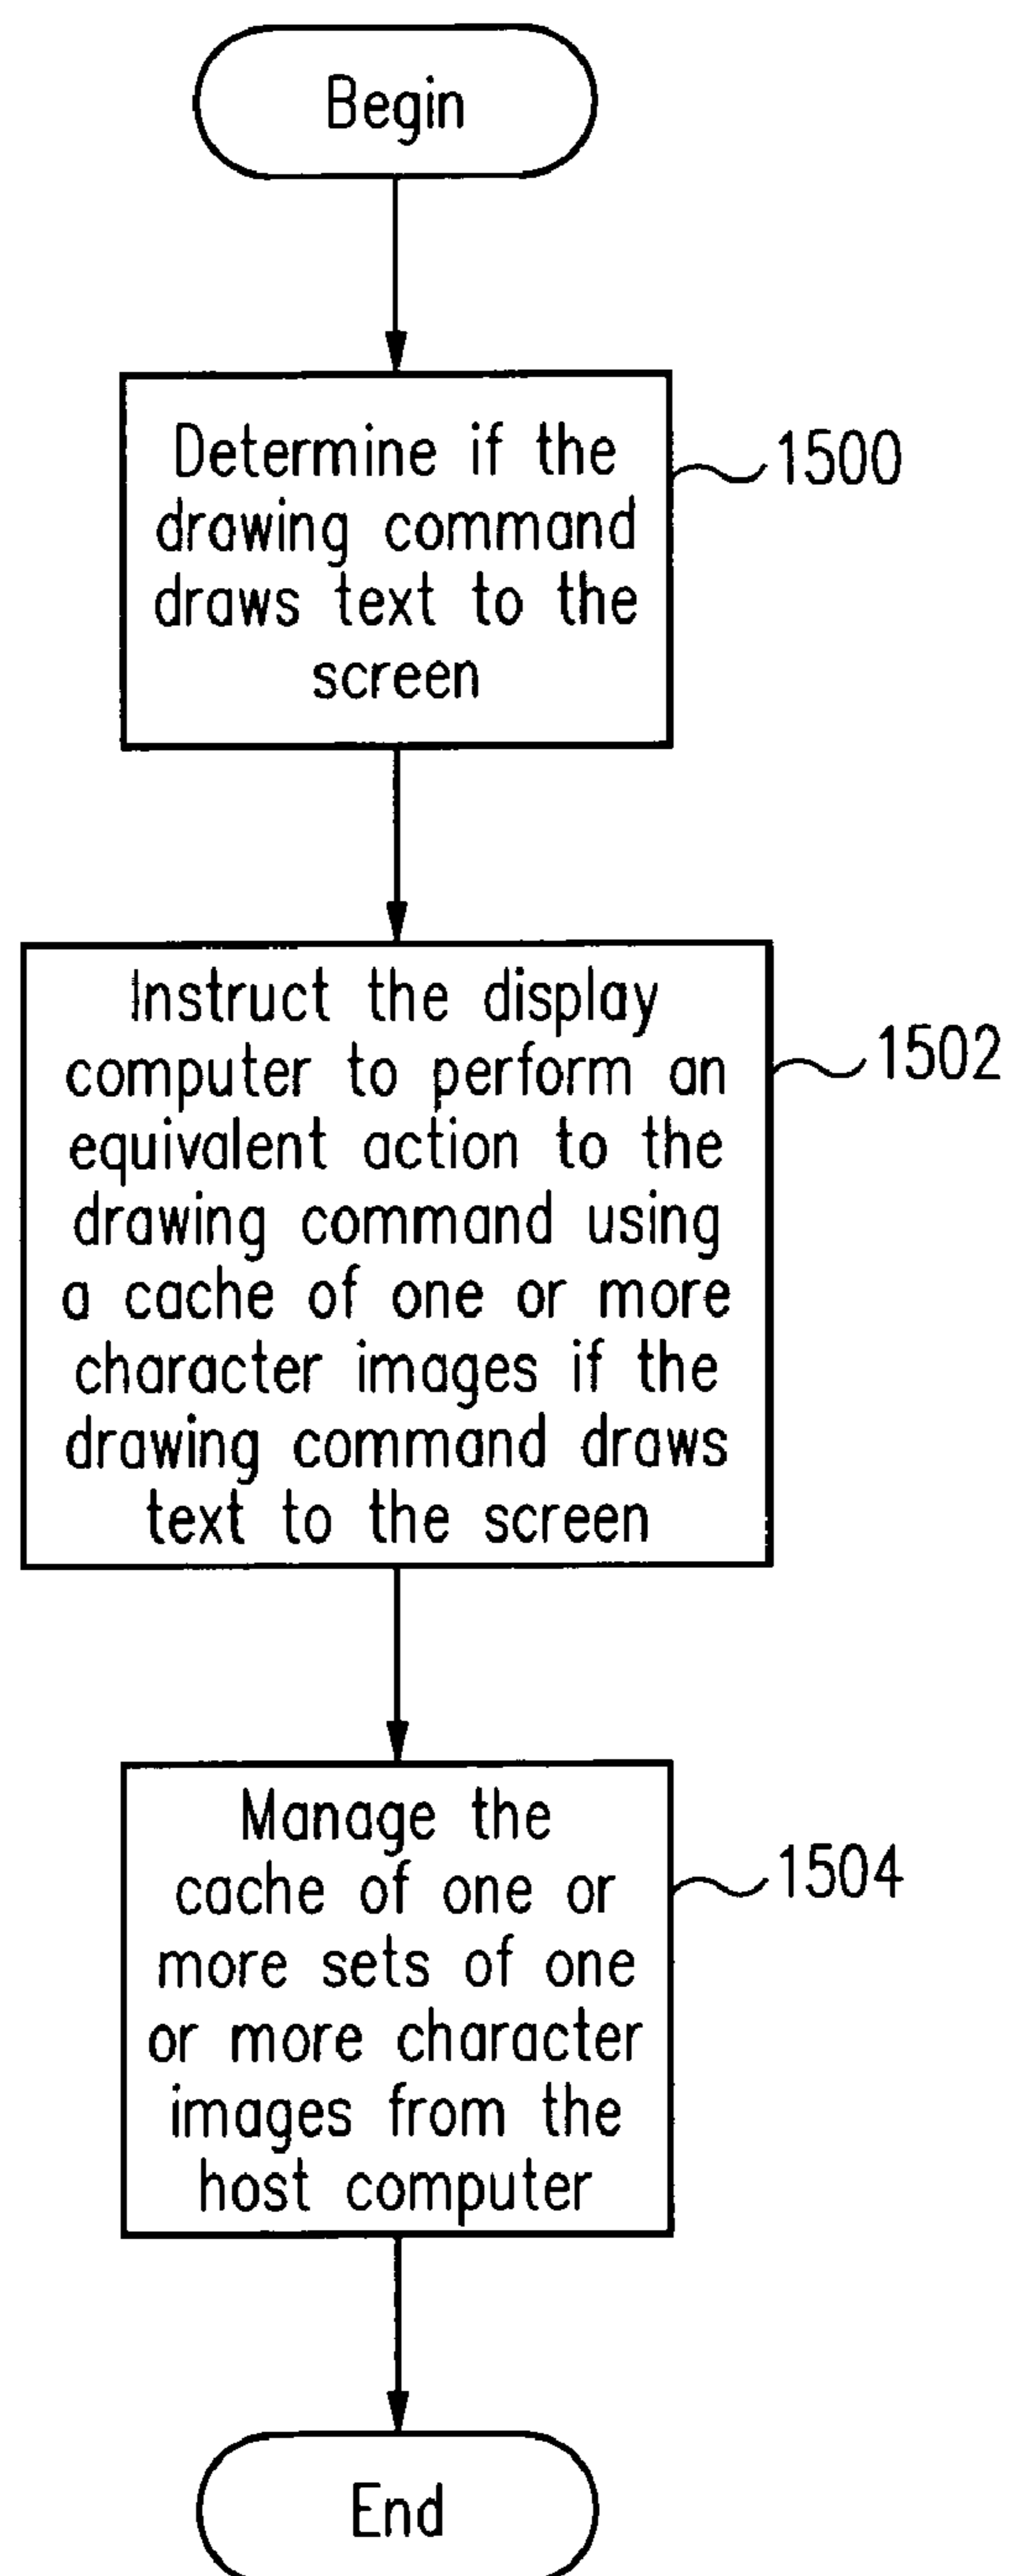 Begin
Determine if the
drawing command
draws text to the
screen
1500
Instruct the display
computer to perform an
equivalent action to the
drawing command using
a cache of one or more
character images if the
drawing command draws
text to the screen
1502
Manage the
cache of one or
more sets of one
or more character
images from the
host computer
1504
End